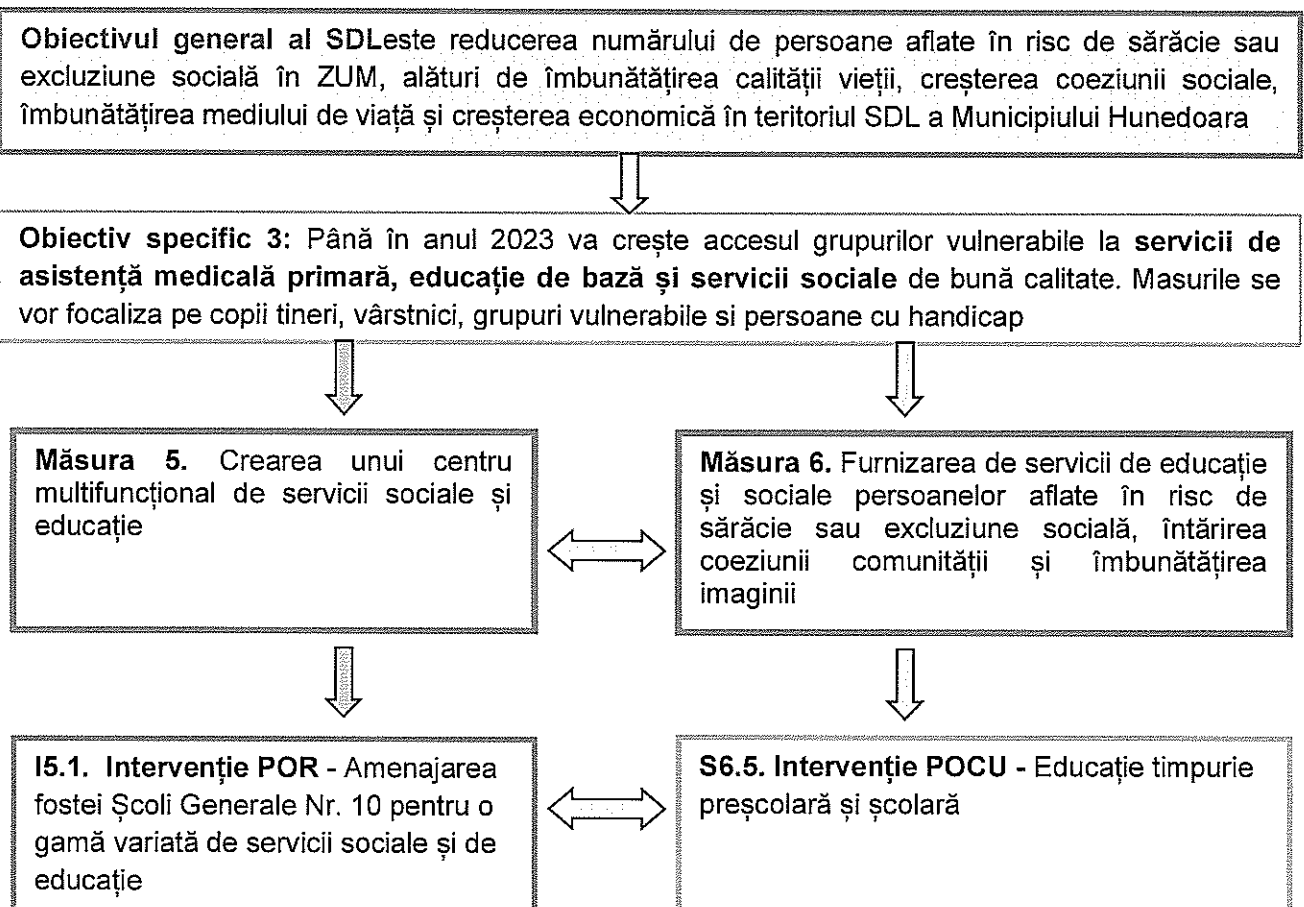 Obiectivul general al SDLeste reducerea numărului de persoane aflate în risc de sărăcie sau
excluziune socială în ZUM, alături de îmbunătățirea calității vieții, creșterea coeziunii sociale,
îmbunătățirea mediului de viață și creșterea economică în teritoriul SDL a Municipiului Hunedoara
Obiectiv specific 3: Până în anul 2023 va crește accesul grupurilor vulnerabile la servicii de
asistență medicală primară, educație de bază și servicii sociale de bună calitate. Masurile se
vor focaliza pe copii tineri, vârstnici, grupuri vulnerabile si persoane cu handicap
Măsura 5. Crearea unui centru
multifuncțional de servicii sociale și
educație
Măsura 6. Furnizarea de servicii de educație
și sociale persoanelor aflate în risc de
sărăcie sau excluziune socială, întărirea
coeziunii comunității și îmbunătățirea
imaginii
I5.1. Intervenție POR - Amenajarea
fostei Școli Generale Nr. 10 pentru o
gamă variată de servicii sociale și de
educație
S6.5. Intervenție POCU - Educație timpurie
preșcolară și școlară